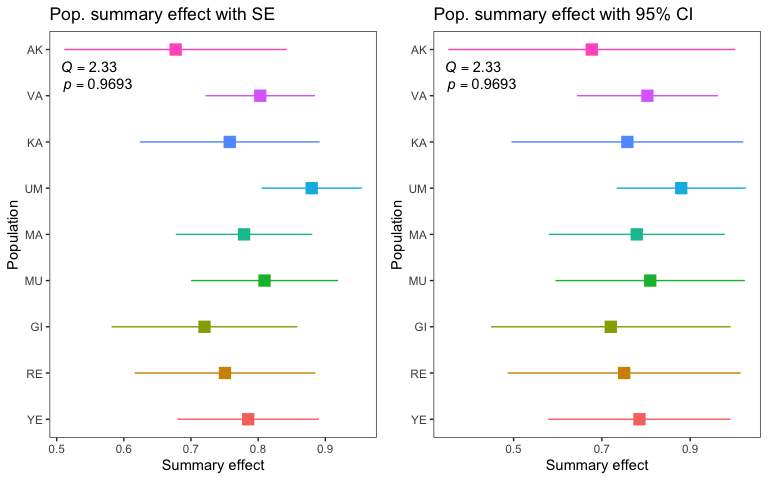 Pop. summary effect with SE
Q = 2.33
p = 0.9693
AK
VA
KA
UM
MA
MU
GI
RE
YE
Population
0.5 0.6 0.7 0.8 0.9
Summary effect
Pop. summary effect with 95% CI
Q = 2.33
p = 0.9693
AK
VA
KA
UM
MA
MU
GI
RE
YE
Population
0.5 0.7 0.9
Summary effect